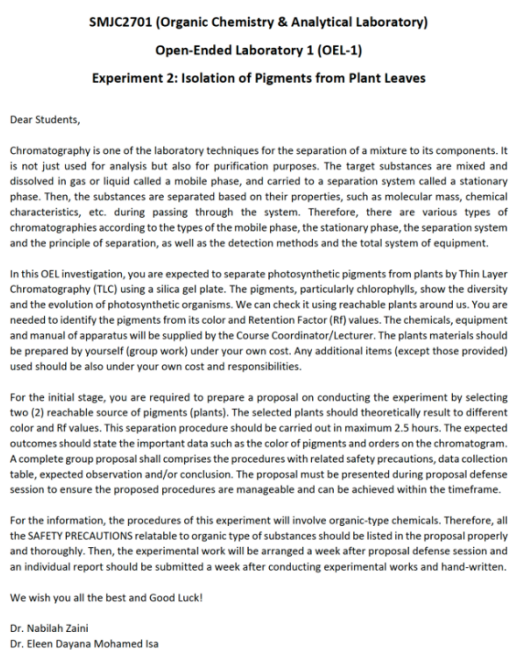 SMJC2701 (Organic Chemistry & Analytical Laboratory)
Open-Ended Laboratory 1 (OEL-1)
Experiment 2: Isolation of Pigments from Plant Leaves
Dear Students,
Chromatography is one of the laboratory techniques for the separation of a mixture to its components. It
is not just used for analysis but also for purification purposes. The target substances are mixed and
dissolved in gas or liquid called a mobile phase, and carried to a separation system called a stationary
phase. Then, the substances are separated based on their properties, such as molecular mass, chemical
characteristics, etc. during passing through the system. Therefore, there are various types of
chromatographies according to the types of the mobile phase, the stationary phase, the separation system
and the principle of separation, as well as the detection methods and the total system of equipment.
In this OEL investigation, you are expected to separate photosynthetic pigments from plants by Thin Layer
Chromatography (TLC) using a silica gel plate. The pigments, particularly chlorophylls, show the diversity
and the evolution of photosynthetic organisms. We can check it using reachable plants around us. You are
needed to identify the pigments from its color and Retention Factor (Rf) values. The chemicals, equipment
and manual of apparatus will be supplied by the Course Coordinator/Lecturer. The plants materials should
be prepared by yourself (group work) under your own cost. Any additional items (except those provided)
used should be also under your own cost and responsibilities.
For the initial stage, you are required to prepare a proposal on conducting the experiment by selecting
two (2) reachable source of pigments (plants). The selected plants should theoretically result to different
color and Rf values. This separation procedure should be carried out in maximum 2.5 hours. The expected
outcomes should state the important data such as the color of pigments and orders on the chromatogram.
A complete group proposal shall comprises the procedures with related safety precautions, data collection
table, expected observation and/or conclusion. The proposal must be presented during proposal defense
session to ensure the proposed procedures are manageable and can be achieved within the timeframe.
For the information, the procedures of this experiment will involve organic-type chemicals. Therefore, all
the SAFETY PRECAUTIONS relatable to organic type of substances should be listed in the proposal properly
and thoroughly. Then, the experimental work will be arranged a week after proposal defense session and
an individual report should be submitted a week after conducting experimental works and hand-written.
We wish you all the best and Good Luck!
Dr. Nabilah Zaini
Dr. Eleen Dayana Mohamed Isa